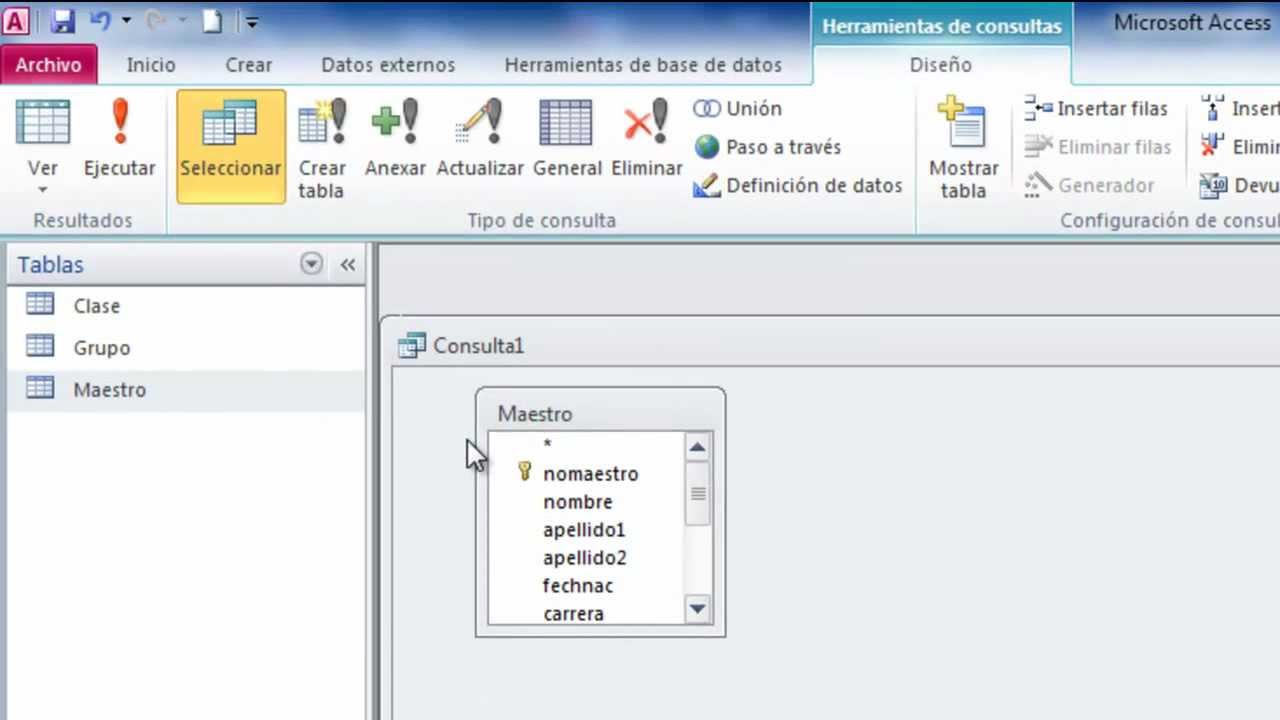 A
Herramientas de consultas
Microsoft Access
Archivo
Inicio
Crear
Datos externos
Herramientas de base de datos
Diseño
Ver
Ejecutar
Resultados
Seleccionar
Crear
tabla
Anexar
Actualizar
General
Eliminar
Unión
Paso a través
Definición de datos
Tipo de consulta
Mostrar
tabla
Insertar filas
Eliminar filas
Generador
Inser
Elimin
Devu
Configuración de consul
Tablas
Clase
Grupo
Maestro
Consulta1
Maestro
*
nomaestro
nombre
apellido1
apellido2
fechnac
carrera